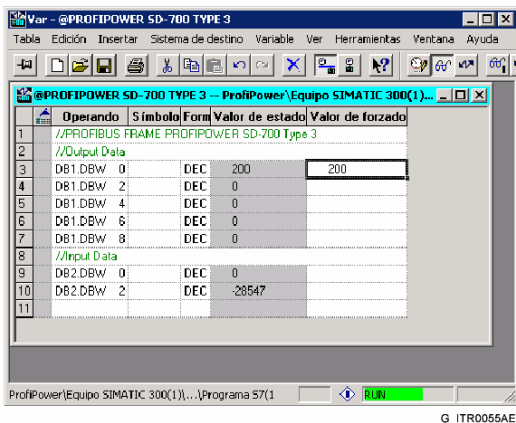 Var - @PROFIPOWER SD-700 TYPE 3
Tabla Edición Insertar Sistema de destino Variable Ver Herramientas Ventana Ayuda
@PROFIPOWER SD-700 TYPE 3 -- ProfiPower\Equipo SIMATIC 300(1)...
Operando Símbolo Form Valor de estado Valor de forzado
1 //PROFIBUS FRAME PROFIPOWER SD-700 Type 3
2 //Output Data
3 DB1.DBW 0 DEC 200 200
4 DB1.DBW 2 DEC 0
5 DB1.DBW 4 DEC 0
6 DB1.DBW 6 DEC 0
7 DB1.DBW 8 DEC 0
8 //Input Data
9 DB2.DBW 0 DEC 0
10 DB2.DBW 2 DEC -28547
11
ProfiPower\Equipo SIMATIC 300(1)\...\Programa S7(1 RUN
G_ITR0055AE